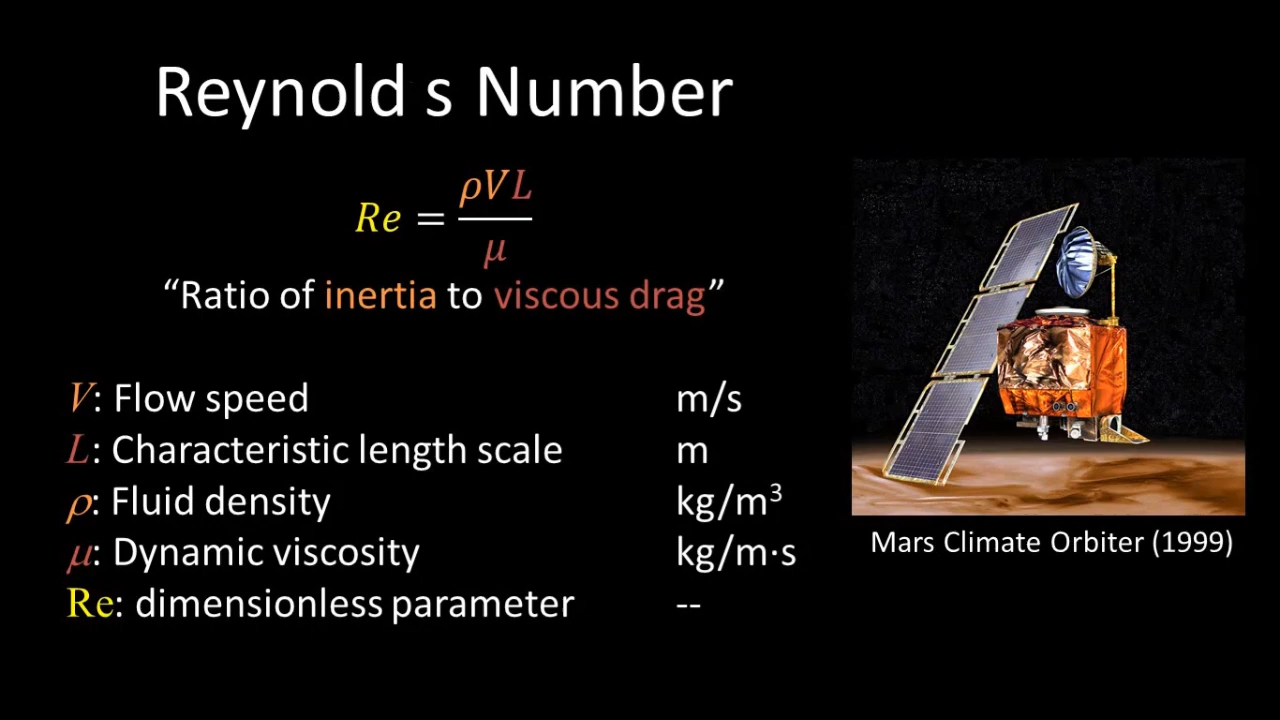 Reynold s Number
Re = ρVL / μ
“Ratio of inertia to viscous drag”
V: Flow speed m/s
L: Characteristic length scale m
ρ: Fluid density kg/m³
μ: Dynamic viscosity kg/m·s
Re: dimensionless parameter --
Mars Climate Orbiter (1999)